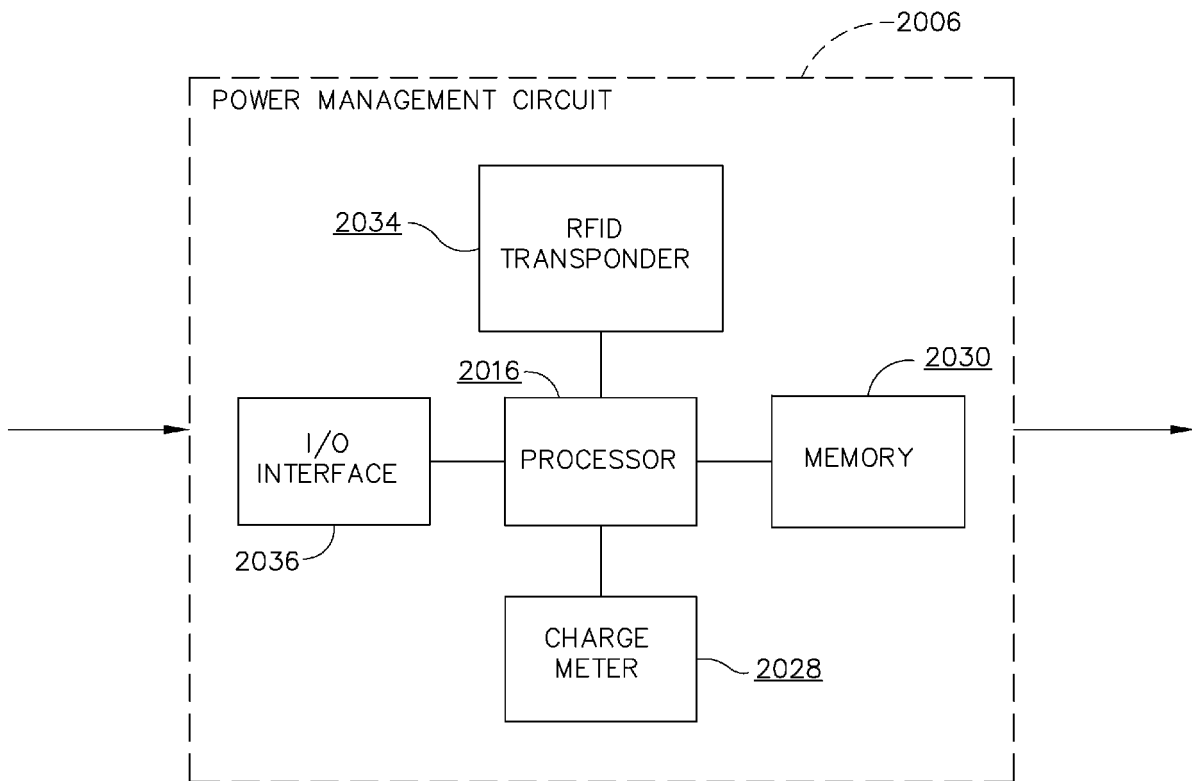 2006
POWER MANAGEMENT CIRCUIT
2034
RFID
TRANSPONDER
2016
2030
I/O
INTERFACE
PROCESSOR
MEMORY
2036
CHARGE
METER
2028